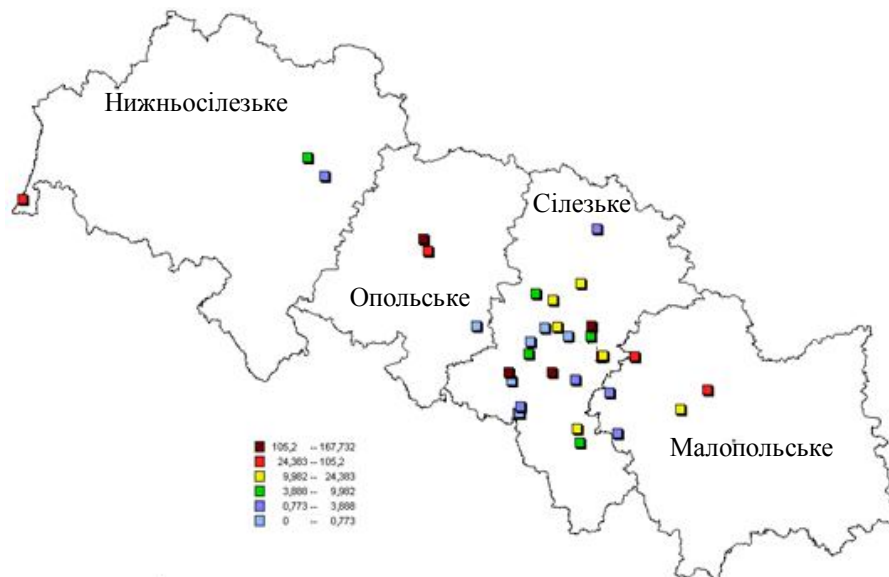 Нижньосілезьке
Сілезьке
Опольське
Малопольське
105,2 -- 167,732
24,383 -- 105,2
9,982 -- 24,383
3,888 -- 9,982
0,773 -- 3,888
0 -- 0,773